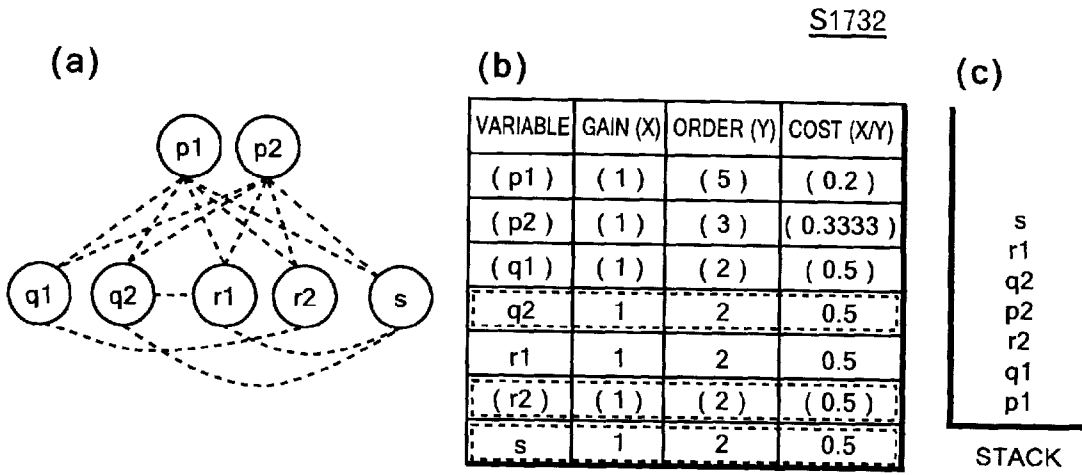 S1732
(a)
p1 p2
q1 q2 r1 r2 s
(b)
VARIABLE GAIN (X) ORDER (Y) COST (X/Y)
( p1 ) ( 1 ) ( 5 ) ( 0.2 )
( p2 ) ( 1 ) ( 3 ) ( 0.3333 )
( q1 ) ( 1 ) ( 2 ) ( 0.5 )
q2 1 2 0.5
r1 1 2 0.5
( r2 ) ( 1 ) ( 2 ) ( 0.5 )
s 1 2 0.5
(c)
s
r1
q2
p2
r2
q1
p1
STACK